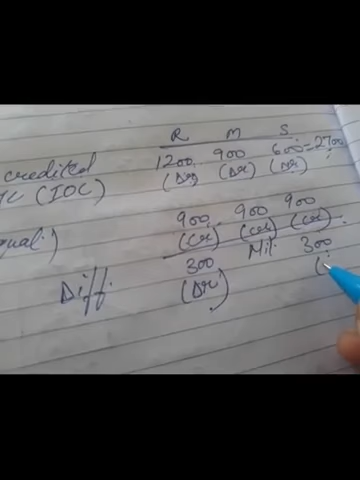 R M S
credited 1200 900 600 = 2700
(IOC) (Dr) (Dr) (Dr)
900 900 900
equal) (Cr) (Cr) (Cr)
300 Nil 300
Diff. (Dr) (